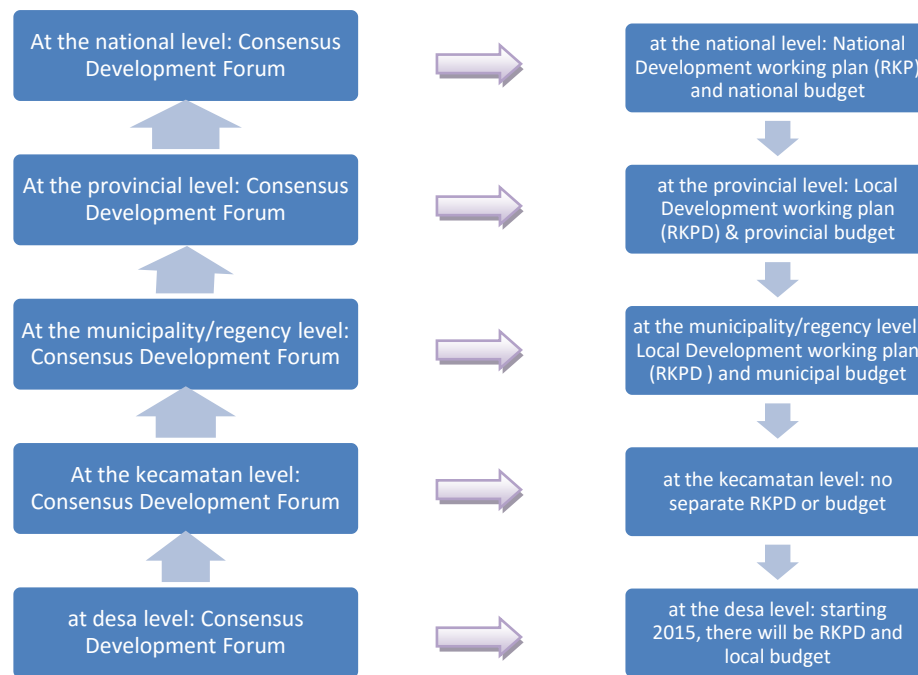 At the national level: Consensus
Development Forum
at the national level: National
Development working plan (RKP)
and national budget
At the provincial level: Consensus
Development Forum
at the provincial level: Local
Development working plan
(RKPD) & provincial budget
At the municipality/regency level:
Consensus Development Forum
at the municipality/regency level:
Local Development working plan
(RKPD ) and municipal budget
At the kecamatan level:
Consensus Development Forum
at the kecamatan level: no
separate RKPD or budget
at desa level: Consensus
Development Forum
at the desa level: starting
2015, there will be RKPD and
local budget